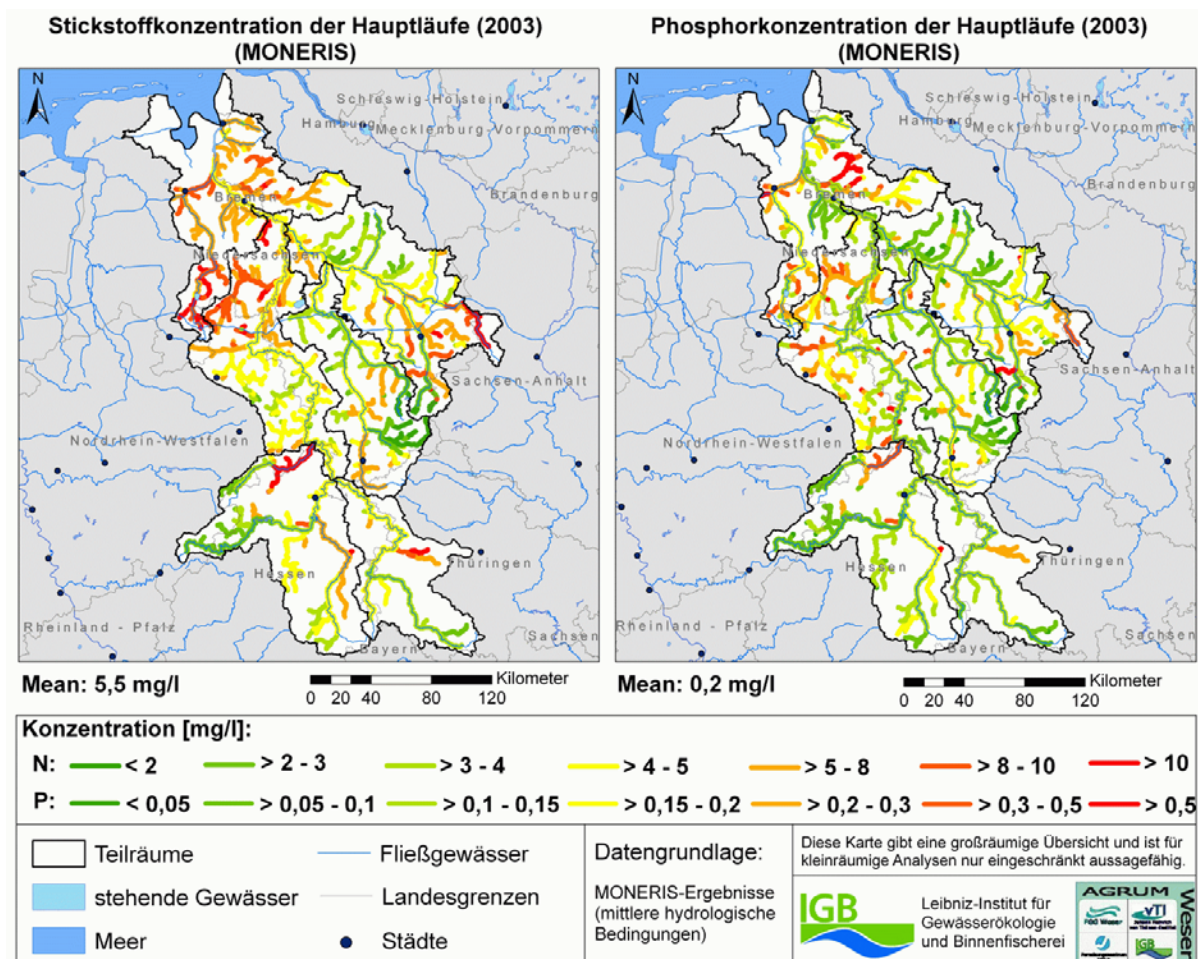 Stickstoffkonzentration der Hauptläufe (2003)
(MONERIS)
N
Schleswig-Holstein
Hamburg
Mecklenburg-Vorpommern
Brandenburg
Bremen
Niedersachsen
Sachsen-Anhalt
Nordrhein-Westfalen
Hessen
Thüringen
Rheinland - Pfalz
Sachsen
Bayern
Mean: 5,5 mg/l
Kilometer
0 20 40 80 120
Phosphorkonzentration der Hauptläufe (2003)
(MONERIS)
N
Schleswig-Holstein
Hamburg
Mecklenburg-Vorpommern
Brandenburg
Bremen
Niedersachsen
Sachsen-Anhalt
Nordrhein-Westfalen
Hessen
Thüringen
Rheinland - Pfalz
Sachsen
Bayern
Mean: 0,2 mg/l
Kilometer
0 20 40 80 120
Konzentration [mg/l]:
N: < 2 > 2 - 3 > 3 - 4 > 4 - 5 > 5 - 8 > 8 - 10 > 10
P: < 0,05 > 0,05 - 0,1 > 0,1 - 0,15 > 0,15 - 0,2 > 0,2 - 0,3 > 0,3 - 0,5 > 0,5
Teilräume
stehende Gewässer
Meer
Fließgewässer
Landesgrenzen
Städte
Datengrundlage:
MONERIS-Ergebnisse
(mittlere hydrologische
Bedingungen)
Diese Karte gibt eine großräumige Übersicht und ist für
kleinräumige Analysen nur eingeschränkt aussagefähig.
IGB
Leibniz-Institut für
Gewässerökologie
und Binnenfischerei
AGRUM
Weser
FGG Weser
vTI
IGB